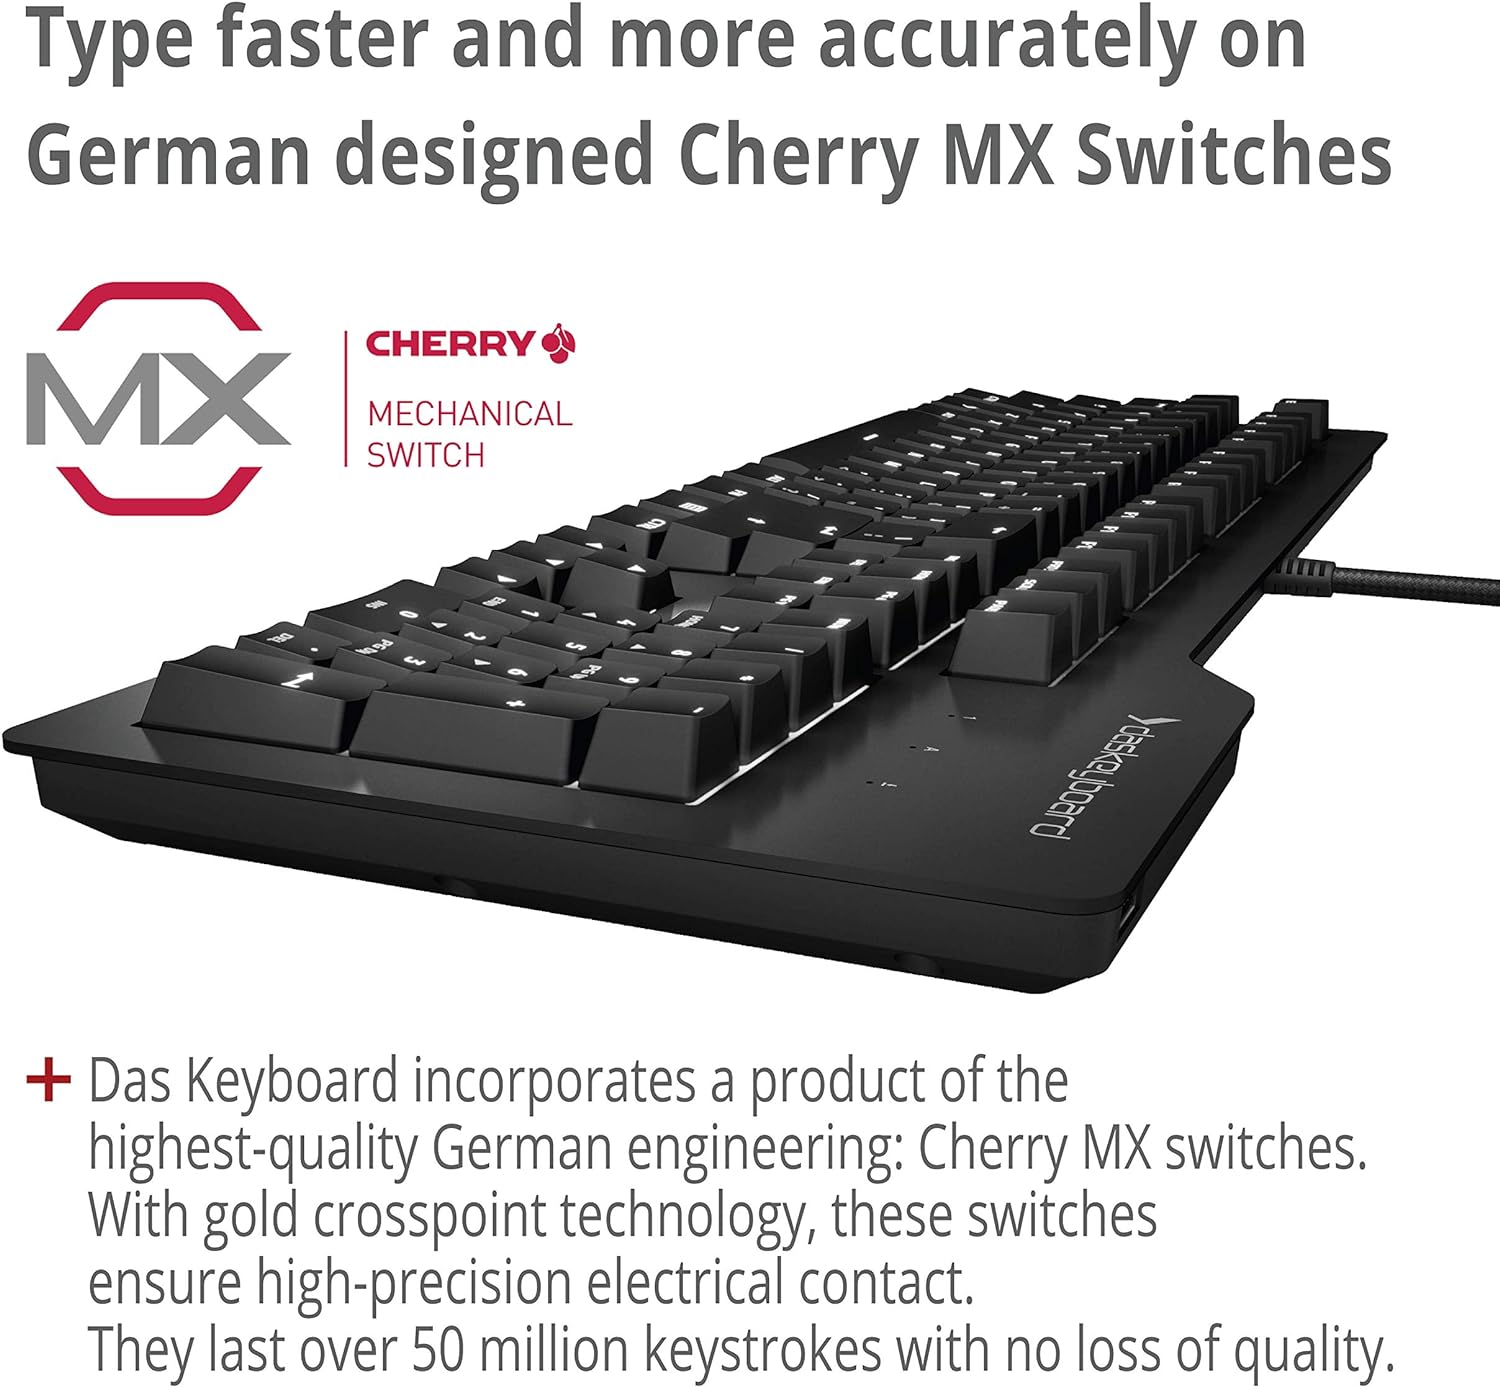 Type faster and more accurately on
German designed Cherry MX Switches
MX
CHERRY
MECHANICAL
SWITCH
daskeyboard
+ Das Keyboard incorporates a product of the
highest-quality German engineering: Cherry MX switches.
With gold crosspoint technology, these switches
ensure high-precision electrical contact.
They last over 50 million keystrokes with no loss of quality.